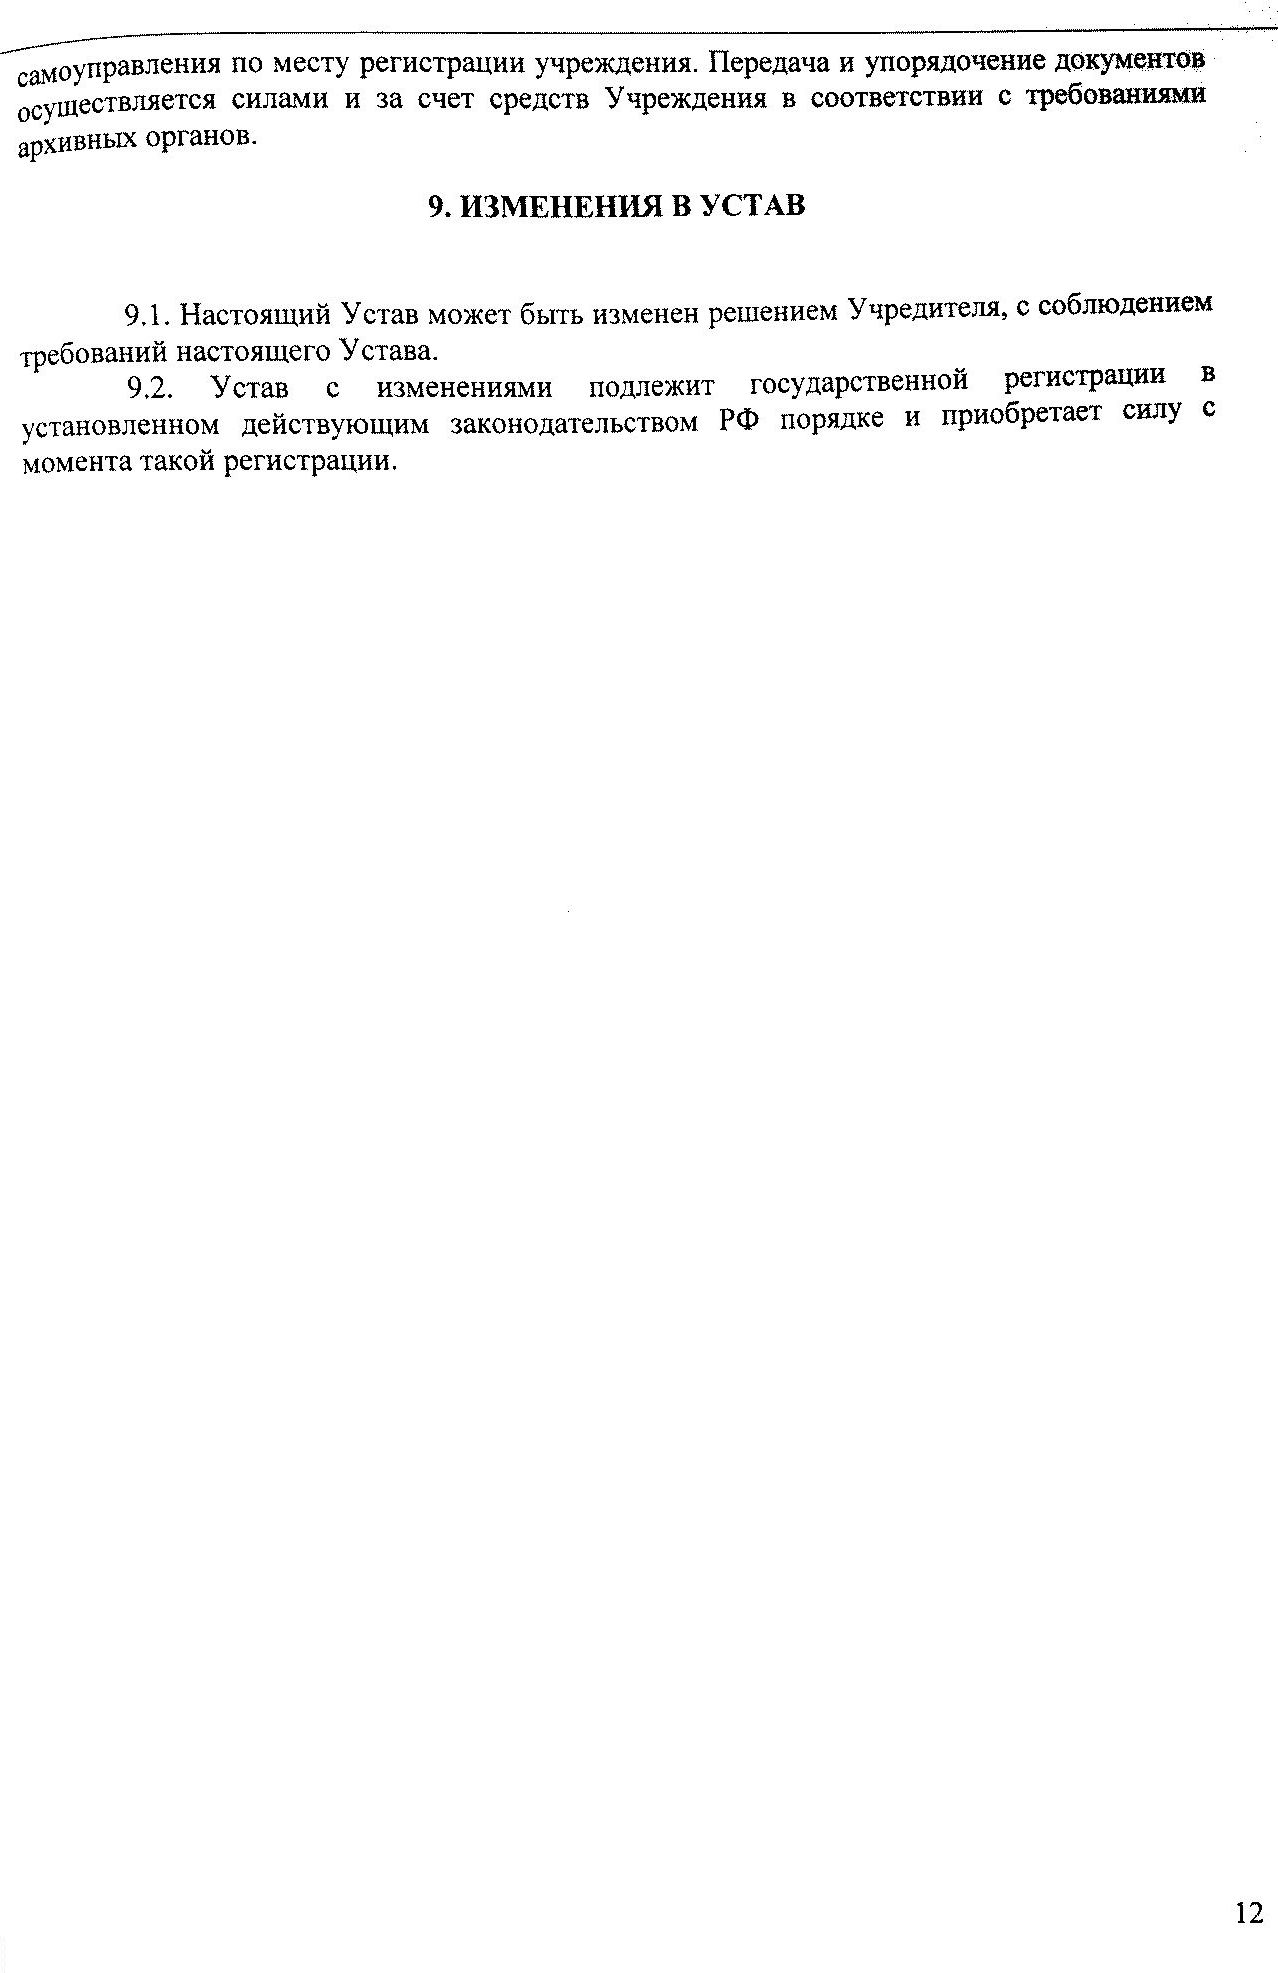 самоуправления по месту регистрации учреждения. Передача и упорядочение документов
осуществляется силами и за счет средств Учреждения в соответствии с требованиями
архивных органов.
9. ИЗМЕНЕНИЯ В УСТАВ
9.1. Настоящий Устав может быть изменен решением Учредителя, с соблюдением
требований настоящего Устава.
9.2. Устав с изменениями подлежит государственной регистрации в
установленном действующим законодательством РФ порядке и приобретает силу с
момента такой регистрации.
12